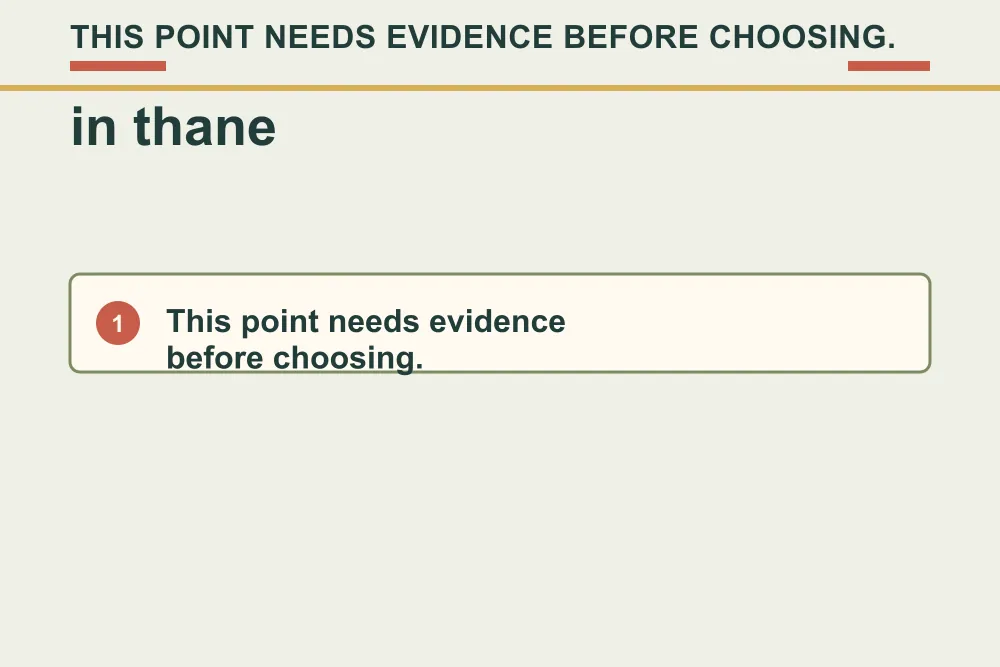 THIS POINT NEEDS EVIDENCE BEFORE CHOOSING.
in thane
1
This point needs evidence
before choosing.